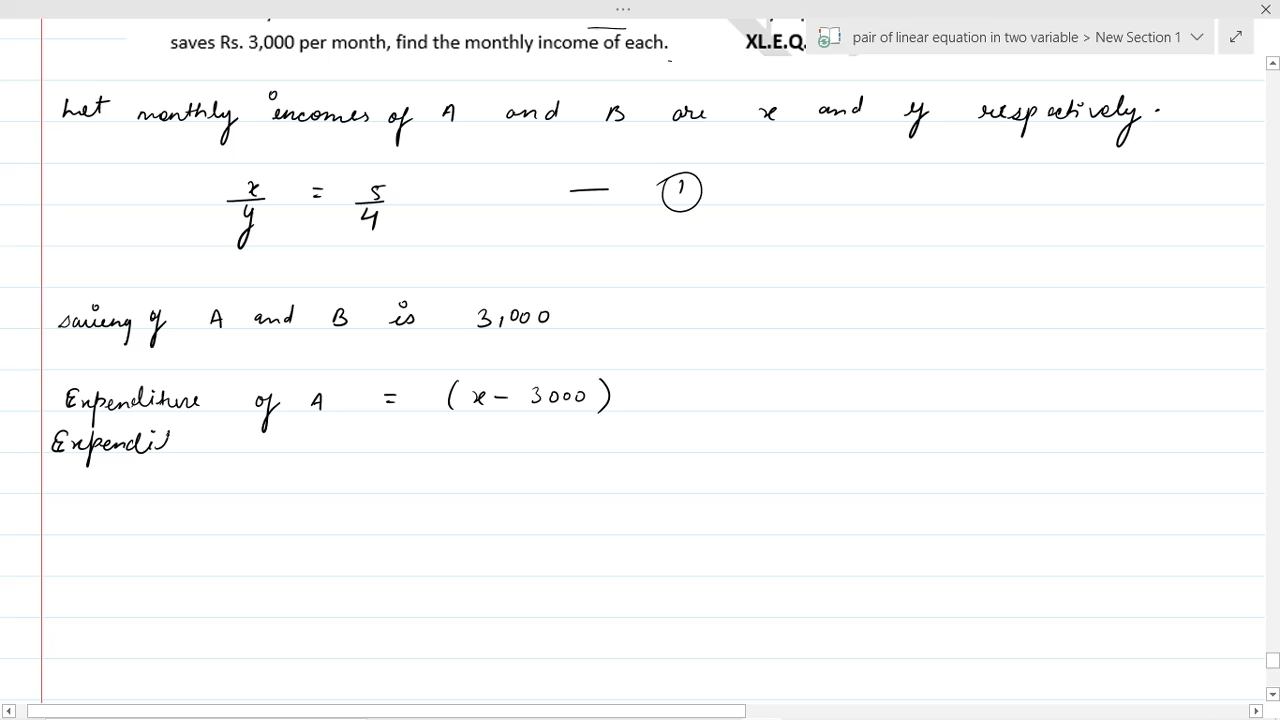 saves Rs. 3,000 per month, find the monthly income of each. XL.E.Q.
pair of linear equation in two variable > New Section 1
Let monthly incomes of A and B are x and y respectively.
x/y = 5/4 — 1
saving of A and B is 3,000
Expenditure of A = (x - 3000)
Expendit